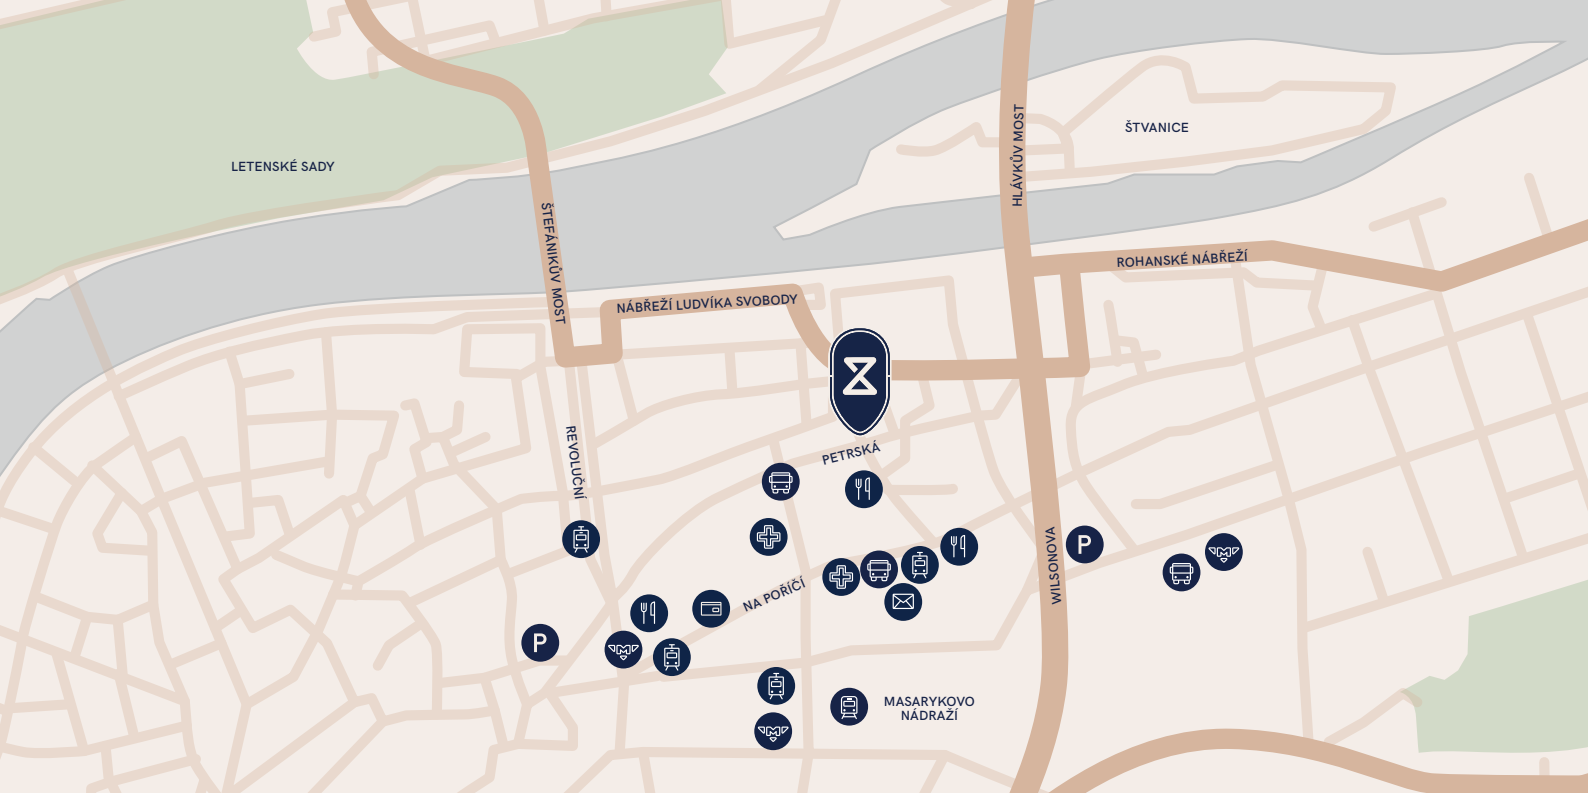 HLÁVKŮV MOST
ŠTVANICE
LETENSKÉ SADY
ŠTEFÁNIKŮV MOST
ROHANSKÉ NÁBŘEŽÍ
NÁBŘEŽÍ LUDVÍKA SVOBODY
REVOLUČNÍ
PETRSKÁ
WILSONOVA
P
NA POŘÍČÍ
P
MASARYKOVO
NÁDRAŽÍ